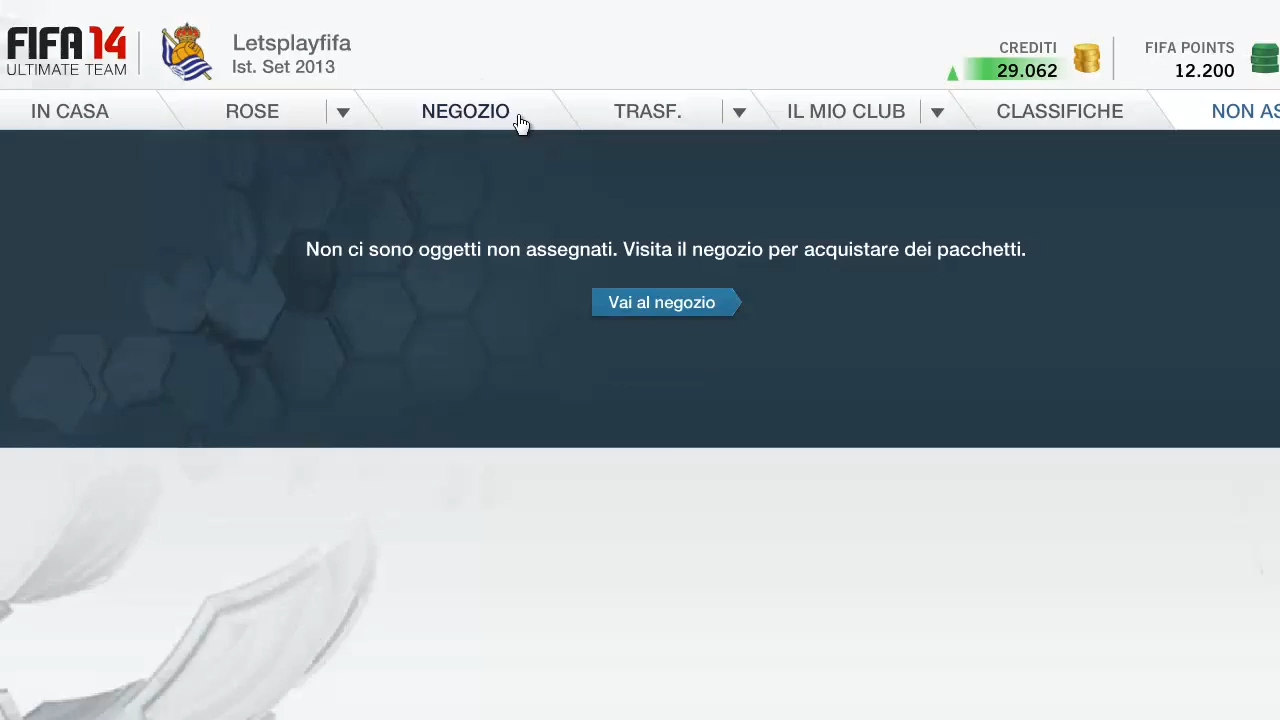 FIFA 14
ULTIMATE TEAM
Letsplayfifa
Ist. Set 2013
CREDITI
29.062
FIFA POINTS
12.200
IN CASA
ROSE
NEGOZIO
TRASF.
IL MIO CLUB
CLASSIFICHE
NON AS
Non ci sono oggetti non assegnati. Visita il negozio per acquistare dei pacchetti.
Vai al negozio